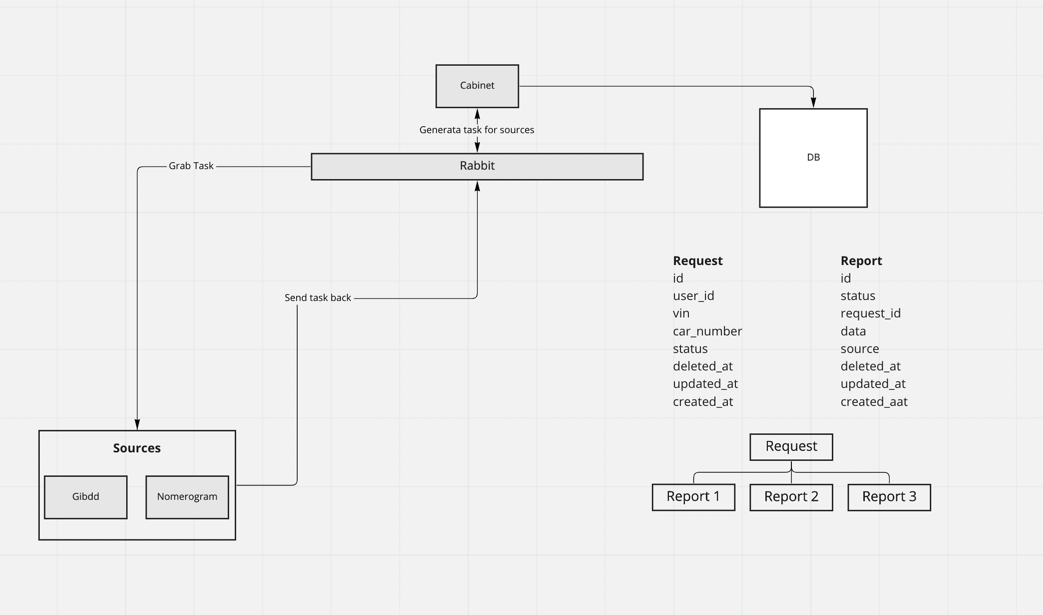 Cabinet
Generata task for sources
DB
Grab Task
Rabbit
Request
id
user_id
vin
car_number
status
deleted_at
updated_at
created_at
Report
id
status
request_id
data
source
deleted_at
updated_at
created_aat
Send task back
Sources
Gibdd
Nomerogram
Request
Report 1
Report 2
Report 3